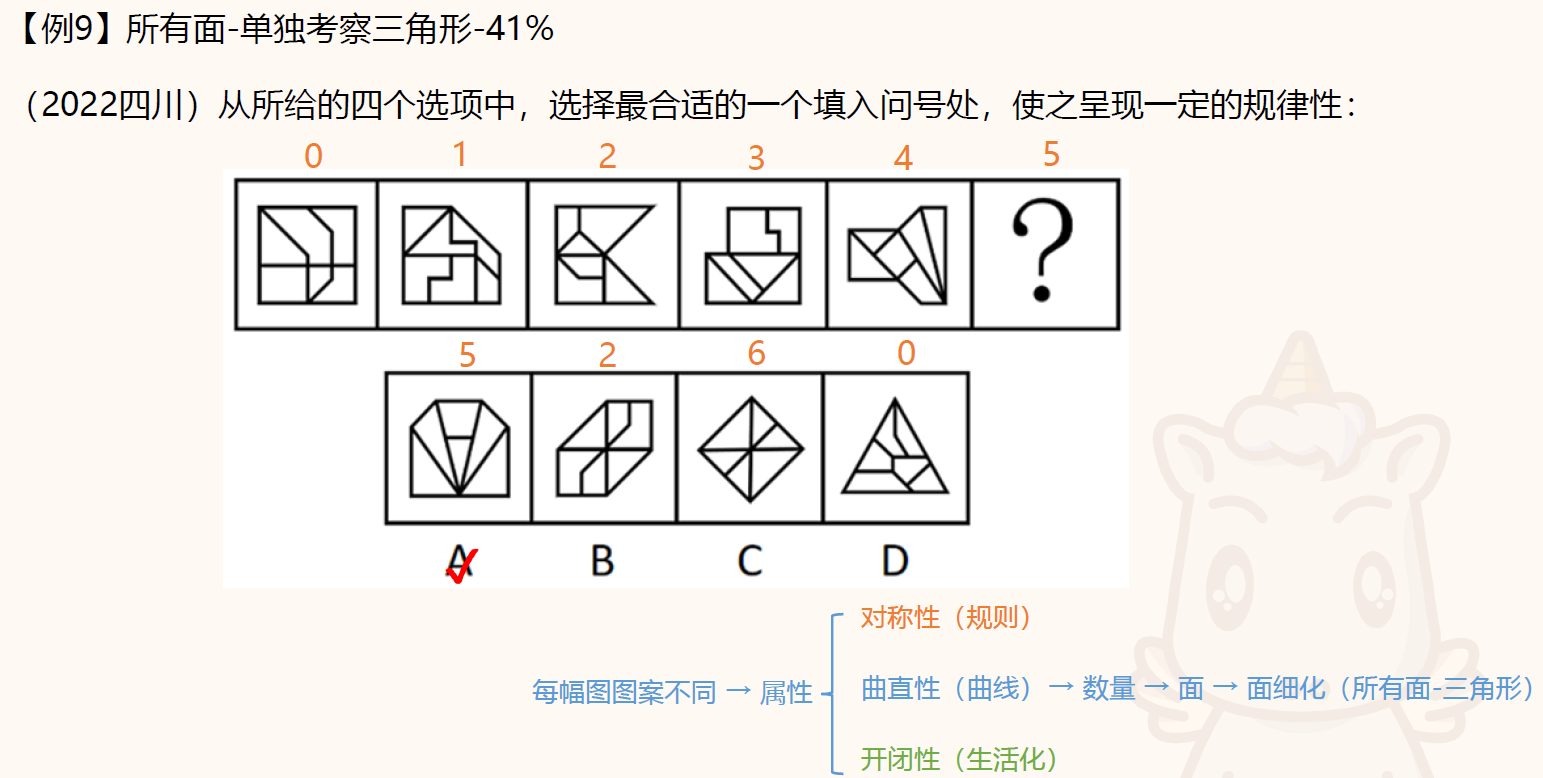 【例9】所有面-单独考察三角形-41%
（2022四川）从所给的四个选项中，选择最合适的一个填入问号处，使之呈现一定的规律性：
0 1 2 3 4 5
?
5 2 6 0
A B C D
对称性（规则）
每幅图图案不同 → 属性
曲直性（曲线）→ 数量 → 面 → 面细化（所有面-三角形）
开闭性（生活化）